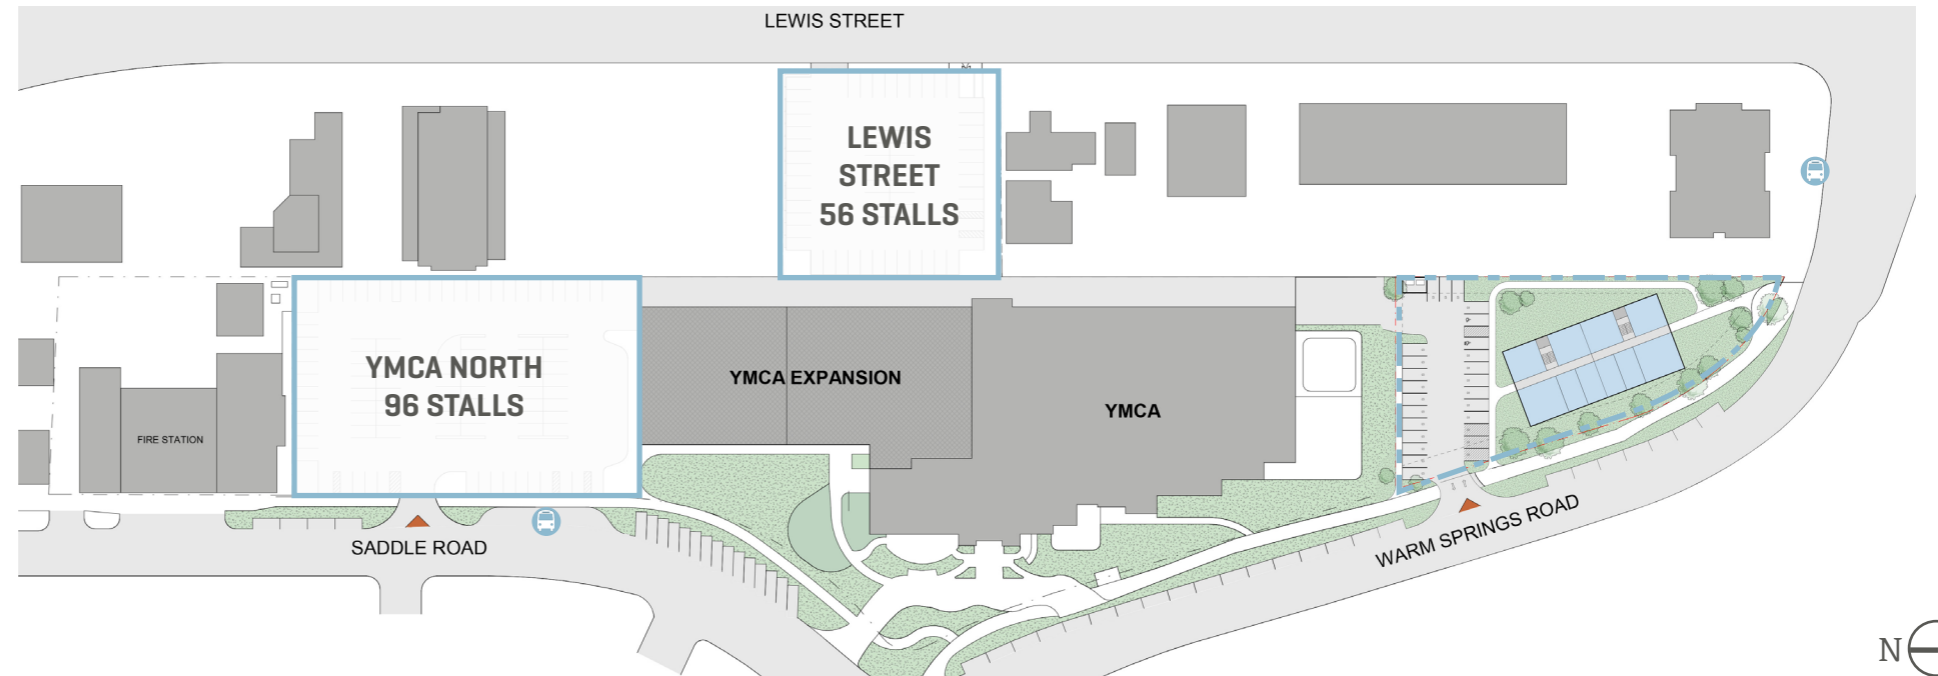 LEWIS STREET
LEWIS
STREET
56 STALLS
YMCA NORTH
96 STALLS
YMCA EXPANSION
YMCA
FIRE STATION
SADDLE ROAD
WARM SPRINGS ROAD
N